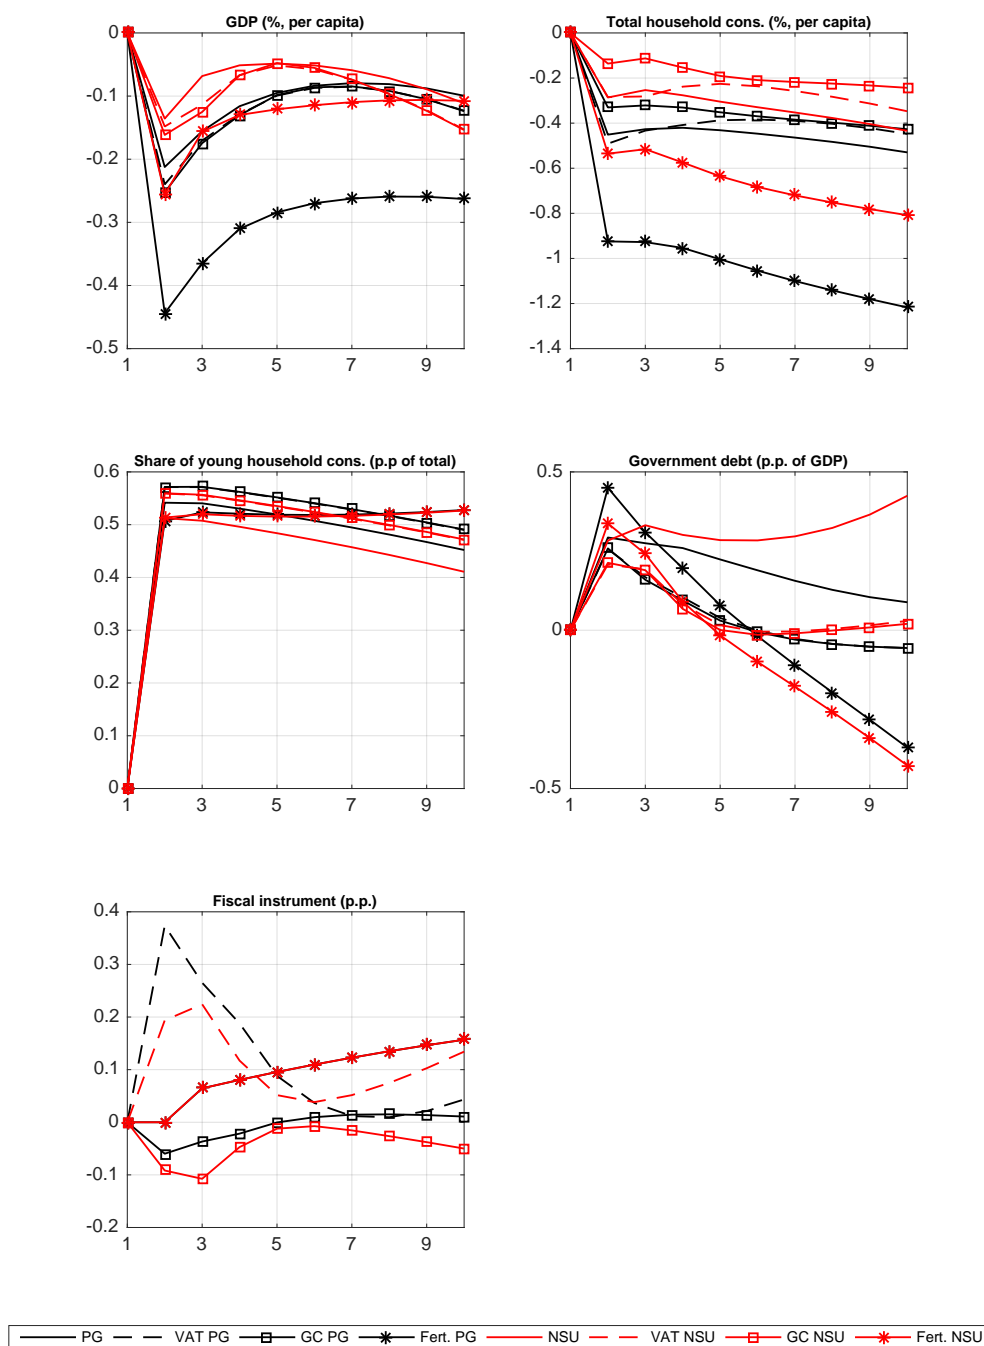 GDP (%, per capita)
0
-0.1
-0.2
-0.3
-0.4
-0.5
1 3 5 7 9
Total household cons. (%, per capita)
0
-0.2
-0.4
-0.6
-0.8
-1
-1.2
-1.4
1 3 5 7 9
Share of young household cons. (p.p of total)
0.6
0.5
0.4
0.3
0.2
0.1
0
1 3 5 7 9
Government debt (p.p. of GDP)
0.5
0
-0.5
1 3 5 7 9
Fiscal instrument (p.p.)
0.4
0.3
0.2
0.1
0
-0.1
-0.2
1 3 5 7 9
PG VAT PG GC PG Fert. PG NSU VAT NSU GC NSU Fert. NSU